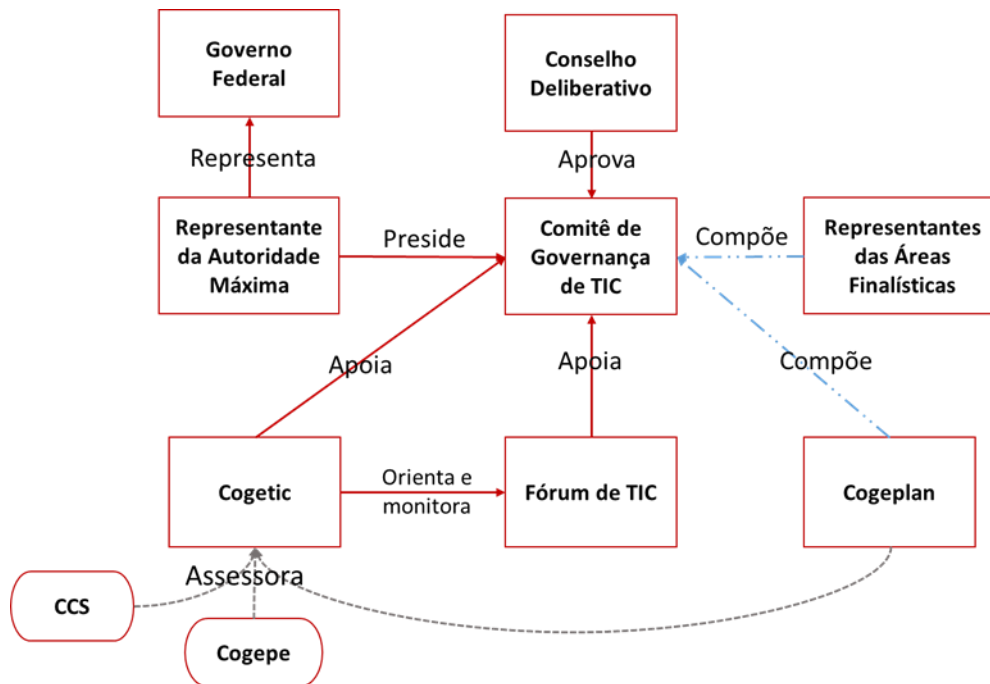 Governo
Federal
Conselho
Deliberativo
Representa
Aprova
Representante
da Autoridade
Máxima
Preside
Comitê de
Governança
de TIC
Compõe
Representantes
das Áreas
Finalísticas
Apoia
Apoia
Compõe
Cogetic
Orienta e
monitora
Fórum de TIC
Cogeplan
Assessora
CCS
Cogepe